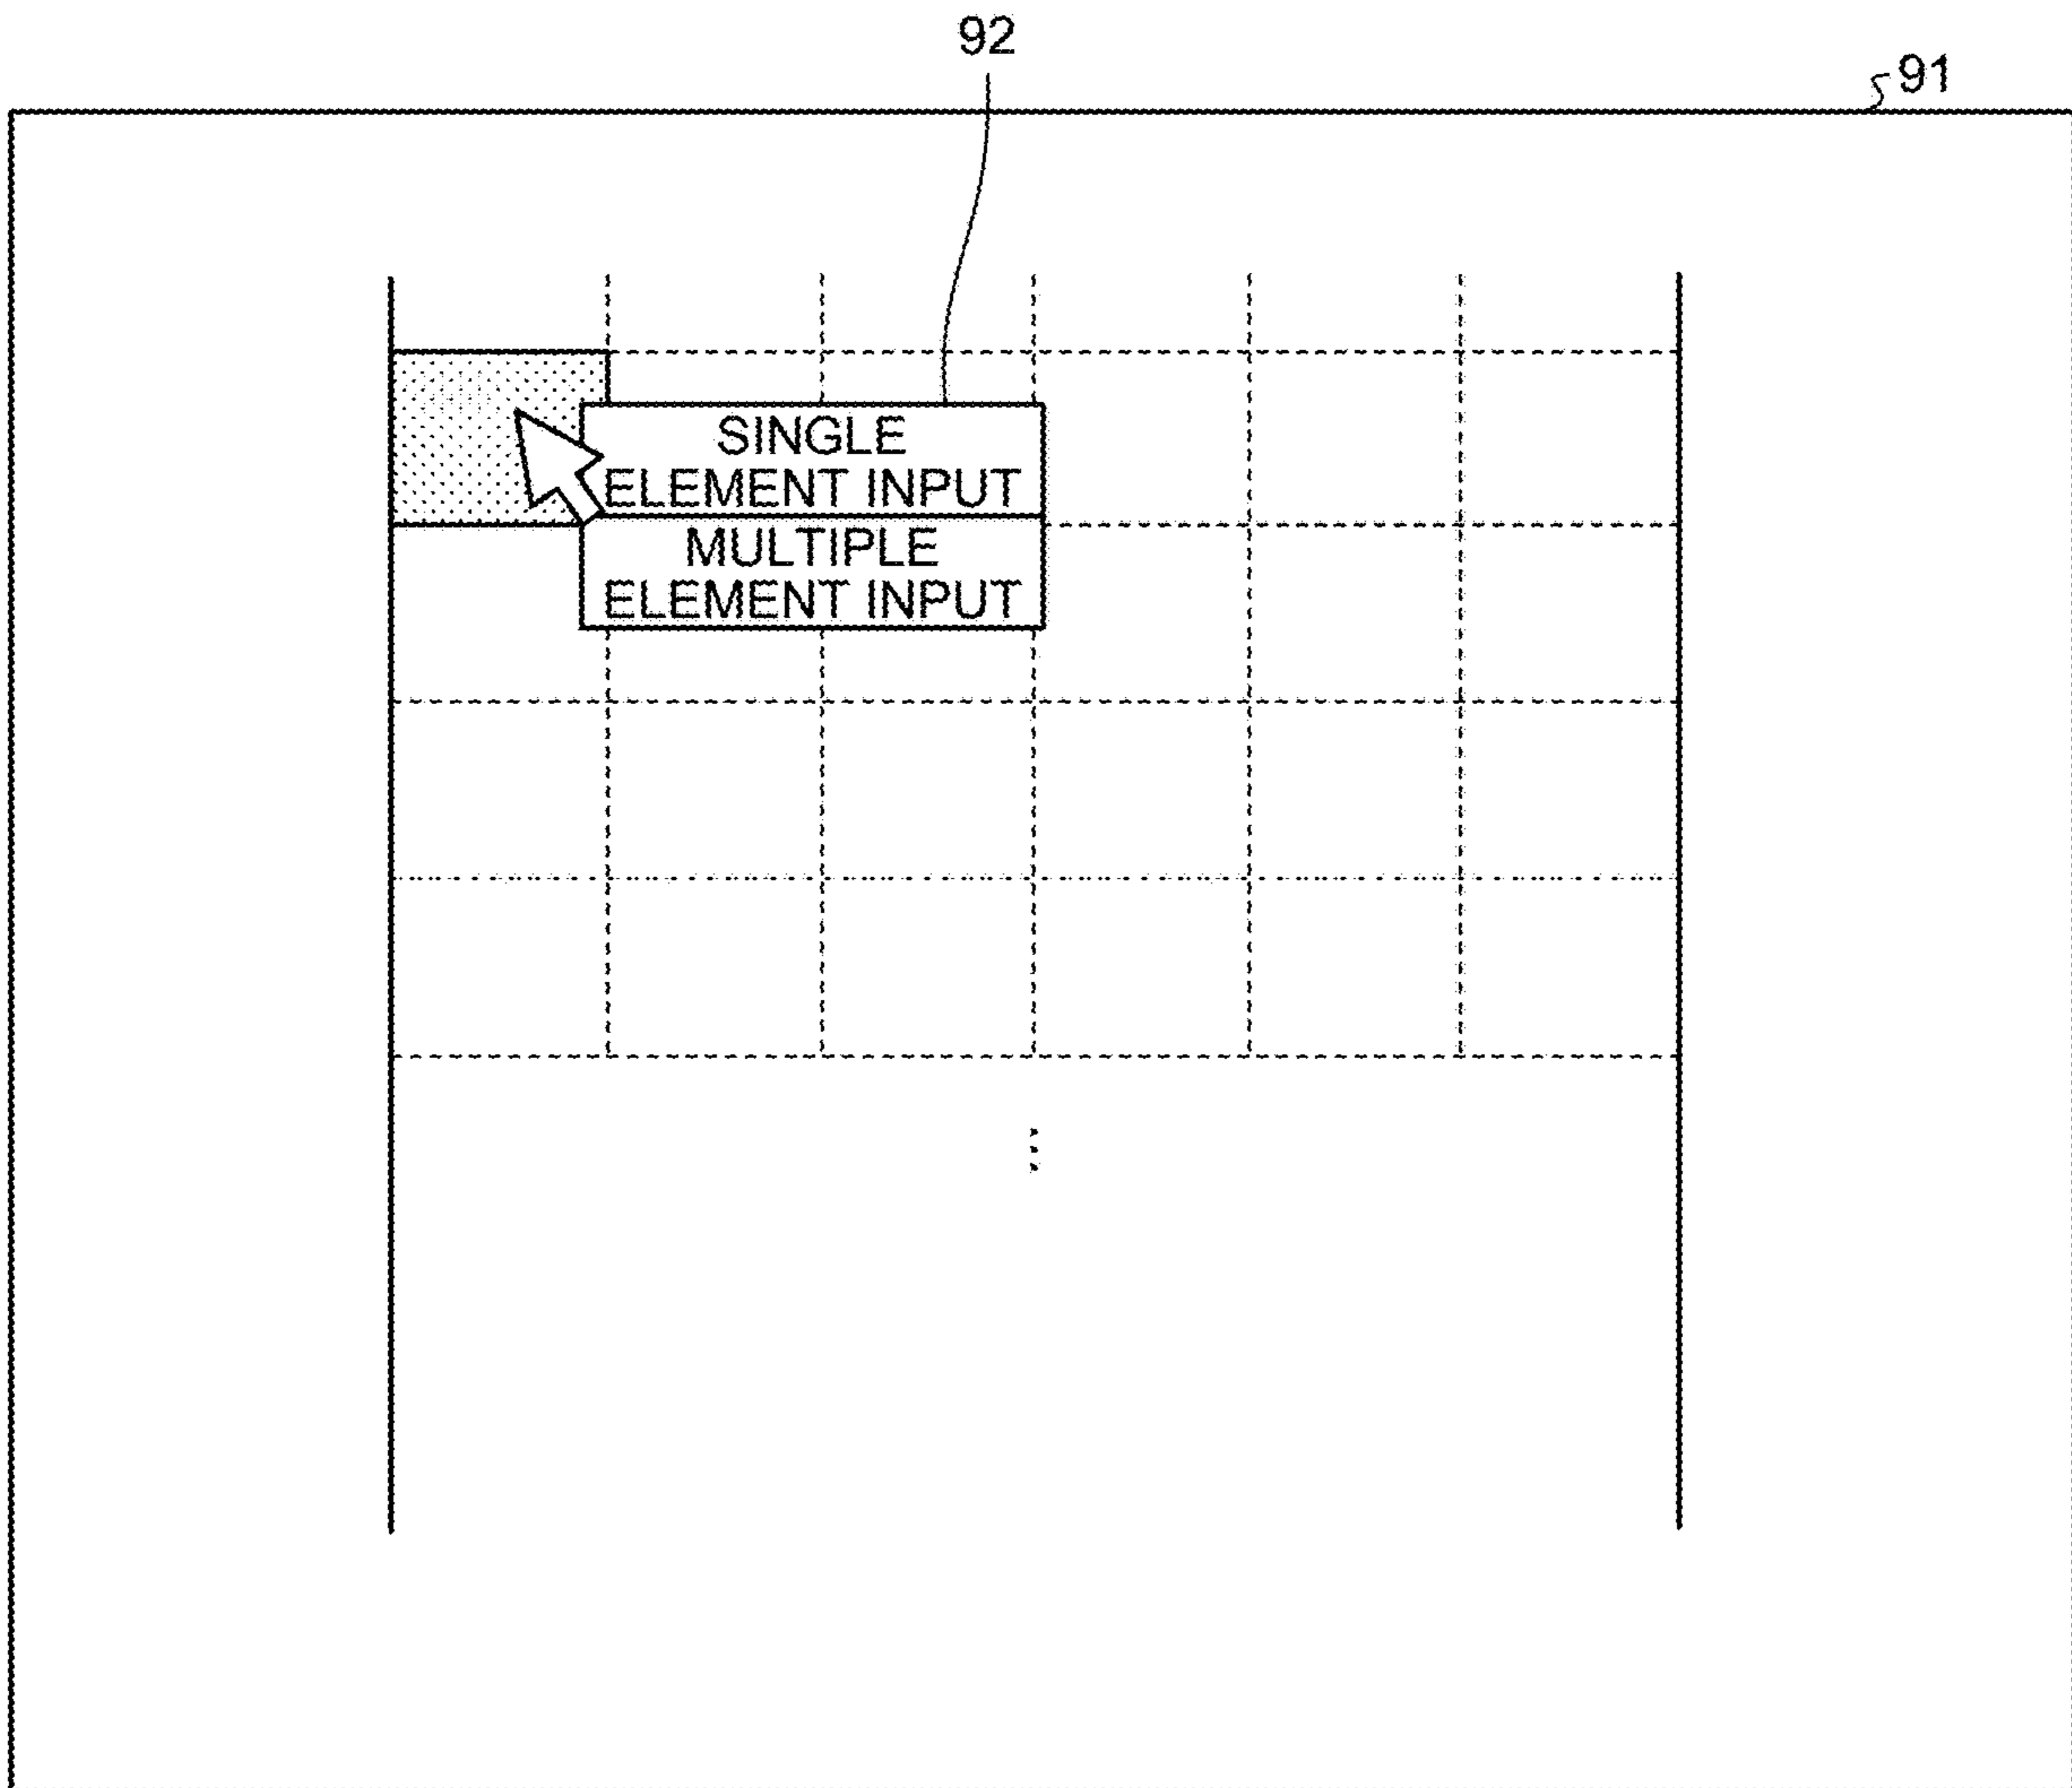 92
91
SINGLE
ELEMENT INPUT
MULTIPLE
ELEMENT INPUT